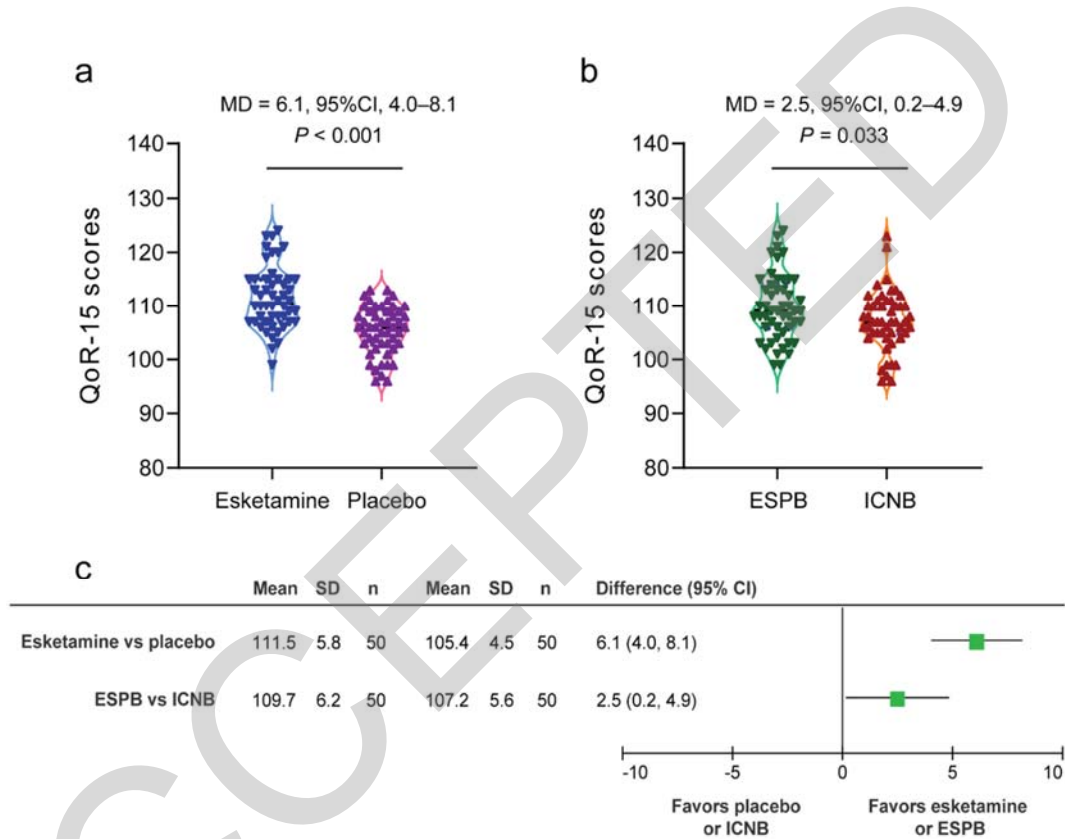 a
MD = 6.1, 95%CI, 4.0–8.1
P < 0.001
140
130
120
110
100
90
80
QoR-15 scores
Esketamine Placebo
b
MD = 2.5, 95%CI, 0.2–4.9
P = 0.033
140
130
120
110
100
90
80
QoR-15 scores
ESPB ICNB
c
Mean SD n Mean SD n Difference (95% CI)
Esketamine vs placebo 111.5 5.8 50 105.4 4.5 50 6.1 (4.0, 8.1)
ESPB vs ICNB 109.7 6.2 50 107.2 5.6 50 2.5 (0.2, 4.9)
-10 -5 0 5 10
Favors placebo
or ICNB
Favors esketamine
or ESPB
CCEPTED